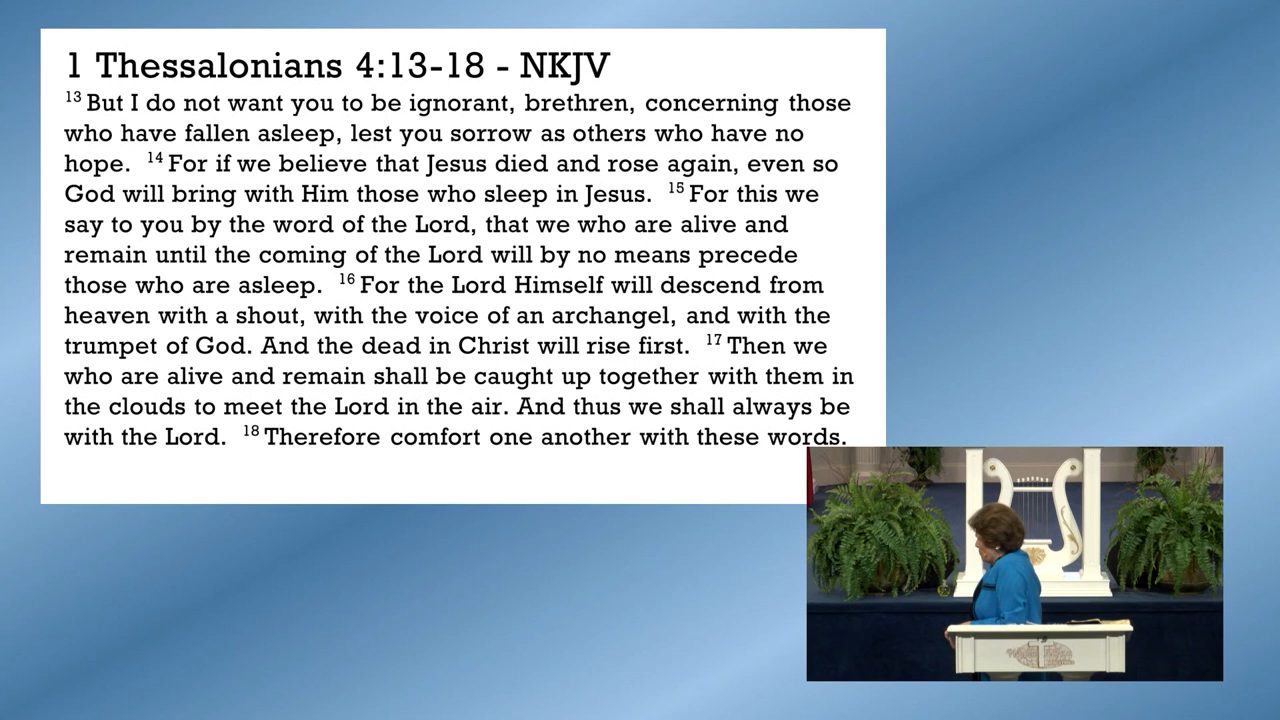 1 Thessalonians 4:13-18 - NKJV
13 But I do not want you to be ignorant, brethren, concerning those
who have fallen asleep, lest you sorrow as others who have no
hope. 14 For if we believe that Jesus died and rose again, even so
God will bring with Him those who sleep in Jesus. 15 For this we
say to you by the word of the Lord, that we who are alive and
remain until the coming of the Lord will by no means precede
those who are asleep. 16 For the Lord Himself will descend from
heaven with a shout, with the voice of an archangel, and with the
trumpet of God. And the dead in Christ will rise first. 17 Then we
who are alive and remain shall be caught up together with them in
the clouds to meet the Lord in the air. And thus we shall always be
with the Lord. 18 Therefore comfort one another with these words.